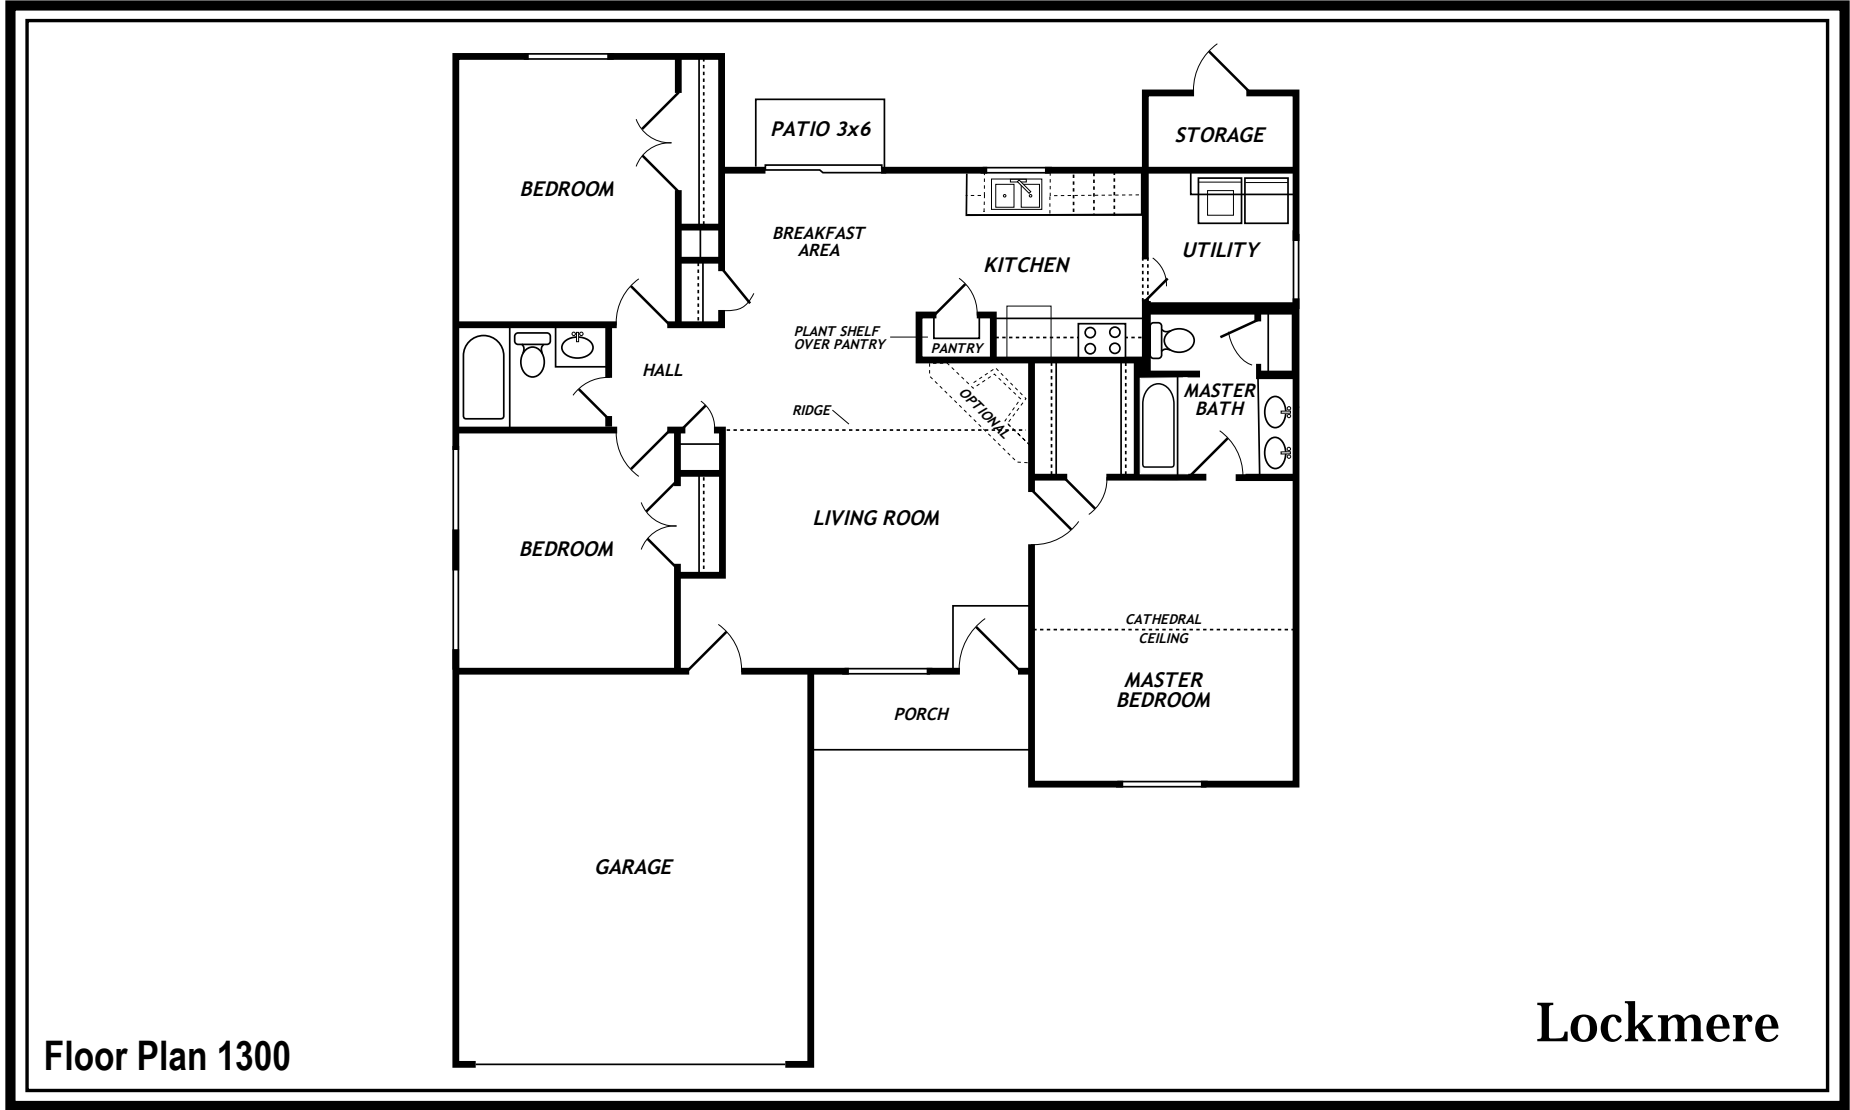 PATIO 3x6
STORAGE
BEDROOM
BREAKFAST
AREA
KITCHEN
UTILITY
PLANT SHELF
OVER PANTRY
PANTRY
HALL
MASTER
BATH
RIDGE
OPTIONAL
LIVING ROOM
BEDROOM
CATHEDRAL
CEILING
MASTER
BEDROOM
PORCH
GARAGE
Lockmere
Floor Plan 1300